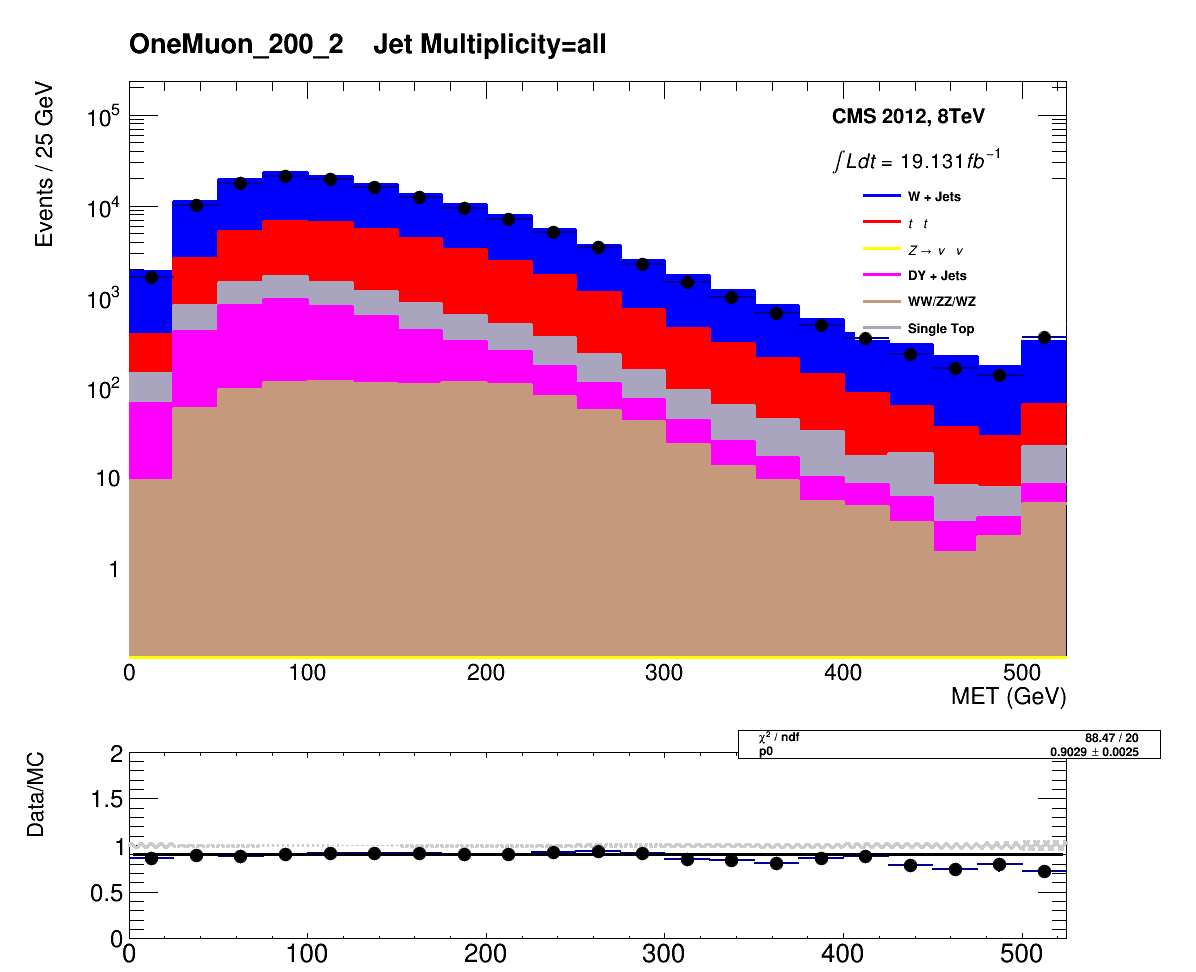 OneMuon_200_2 Jet Multiplicity=all
Events / 25 GeV
10⁵
10⁴
10³
10²
10
1
CMS 2012, 8TeV
∫Ldt = 19.131fb⁻¹
W + Jets
t t
Z → ν ν
DY + Jets
WW/ZZ/WZ
Single Top
0 100 200 300 400 500
MET (GeV)
χ² / ndf 88.47 / 20
p0 0.9029 ± 0.0025
Data/MC
2
1.5
1
0.5
0
0 100 200 300 400 500